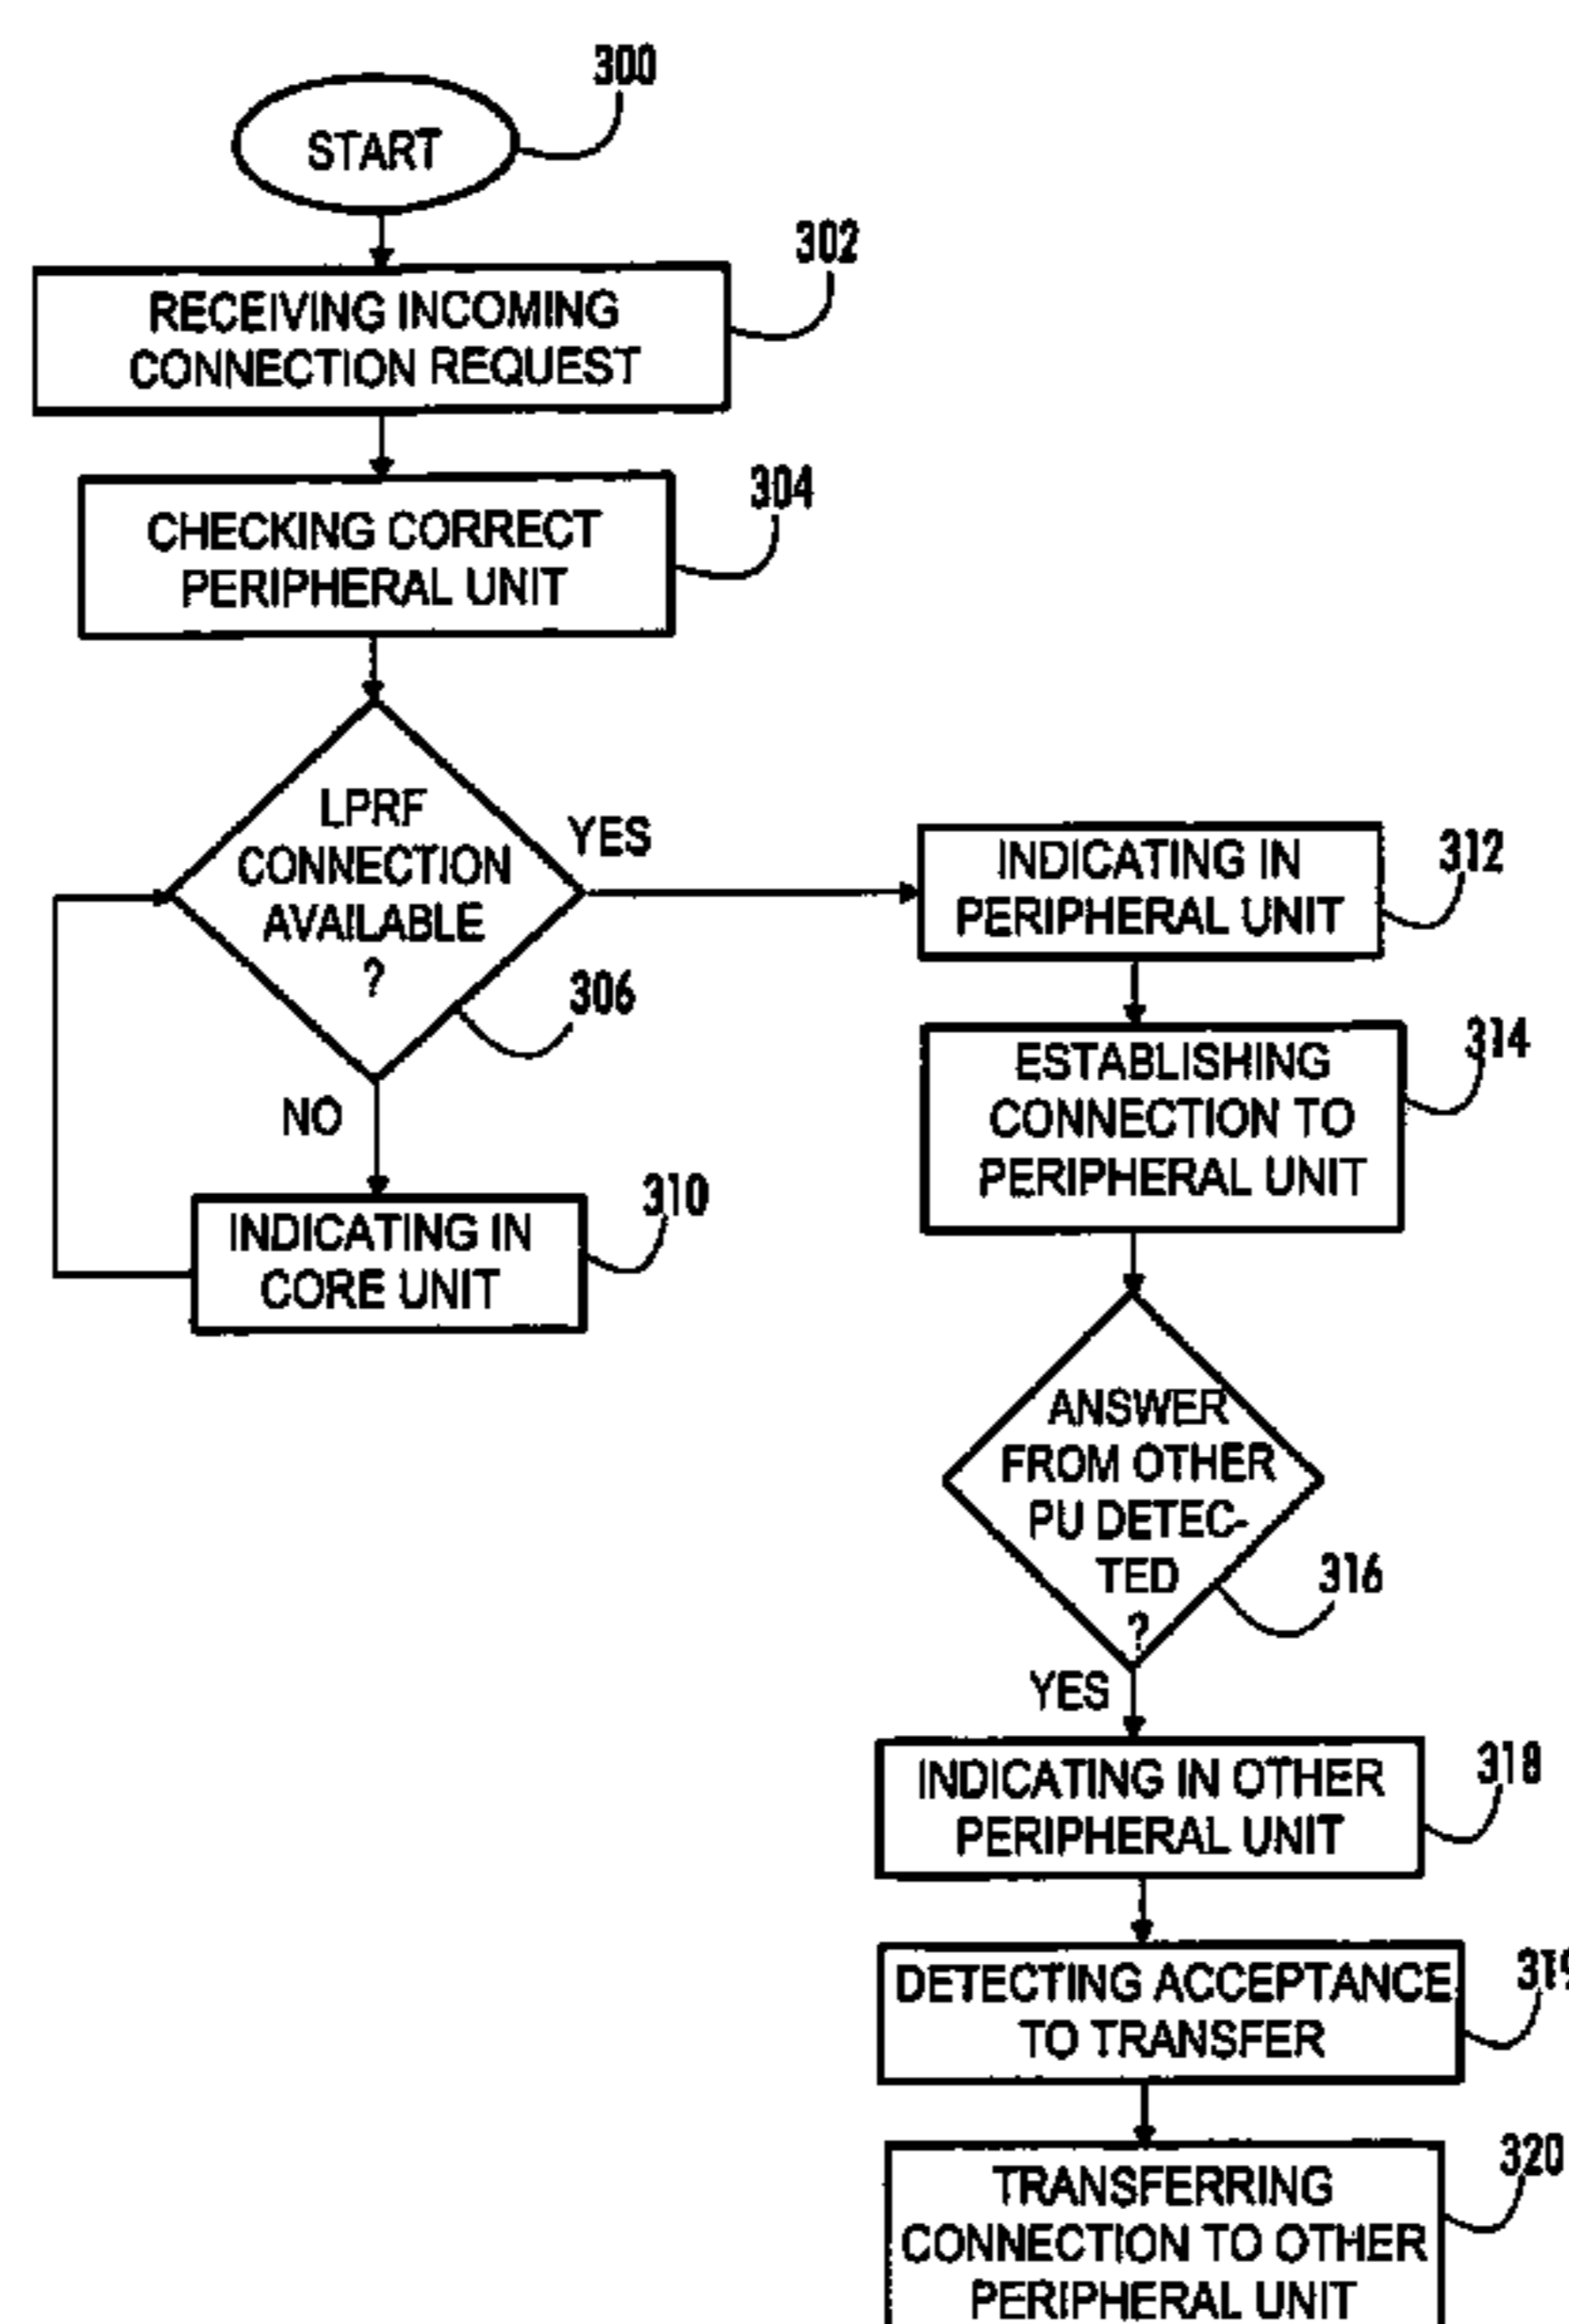 300
START
302
RECEIVING INCOMING
CONNECTION REQUEST
304
CHECKING CORRECT
PERIPHERAL UNIT
LPRF
CONNECTION
AVAILABLE
?
YES
306
NO
310
INDICATING IN
CORE UNIT
312
INDICATING IN
PERIPHERAL UNIT
314
ESTABLISHING
CONNECTION TO
PERIPHERAL UNIT
ANSWER
FROM OTHER
PU DETEC-
TED
?
316
YES
318
INDICATING IN OTHER
PERIPHERAL UNIT
319
DETECTING ACCEPTANCE
TO TRANSFER
320
TRANSFERRING
CONNECTION TO OTHER
PERIPHERAL UNIT